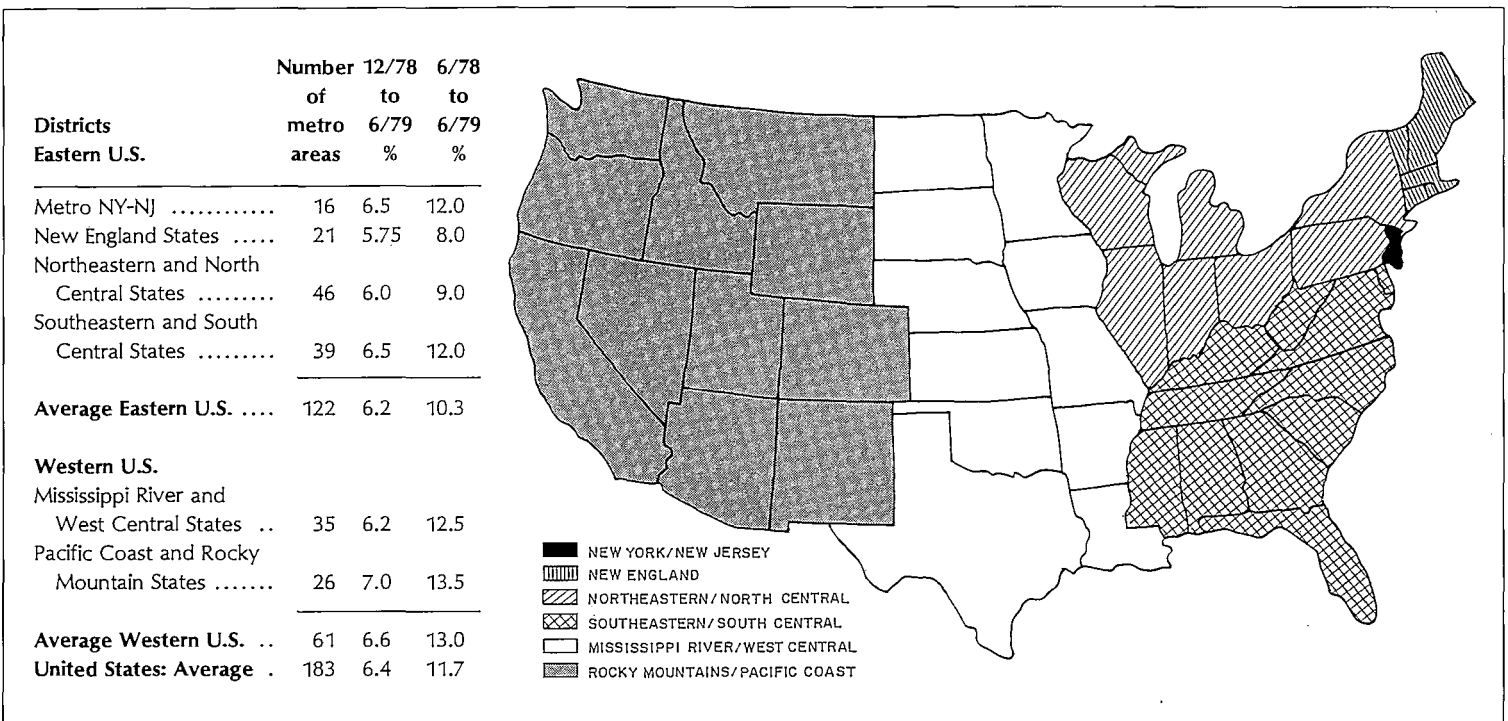 Number 12/78 6/78
of to to
Districts metro 6/79 6/79
Eastern U.S. areas % %
Metro NY-NJ ............ 16 6.5 12.0
New England States ..... 21 5.75 8.0
Northeastern and North
Central States ......... 46 6.0 9.0
Southeastern and South
Central States ......... 39 6.5 12.0
Average Eastern U.S. .... 122 6.2 10.3
Western U.S.
Mississippi River and
West Central States .. 35 6.2 12.5
Pacific Coast and Rocky
Mountain States ....... 26 7.0 13.5
Average Western U.S. .. 61 6.6 13.0
United States: Average . 183 6.4 11.7
NEW YORK/NEW JERSEY
NEW ENGLAND
NORTHEASTERN/NORTH CENTRAL
SOUTHEASTERN/SOUTH CENTRAL
MISSISSIPPI RIVER/WEST CENTRAL
ROCKY MOUNTAINS/PACIFIC COAST